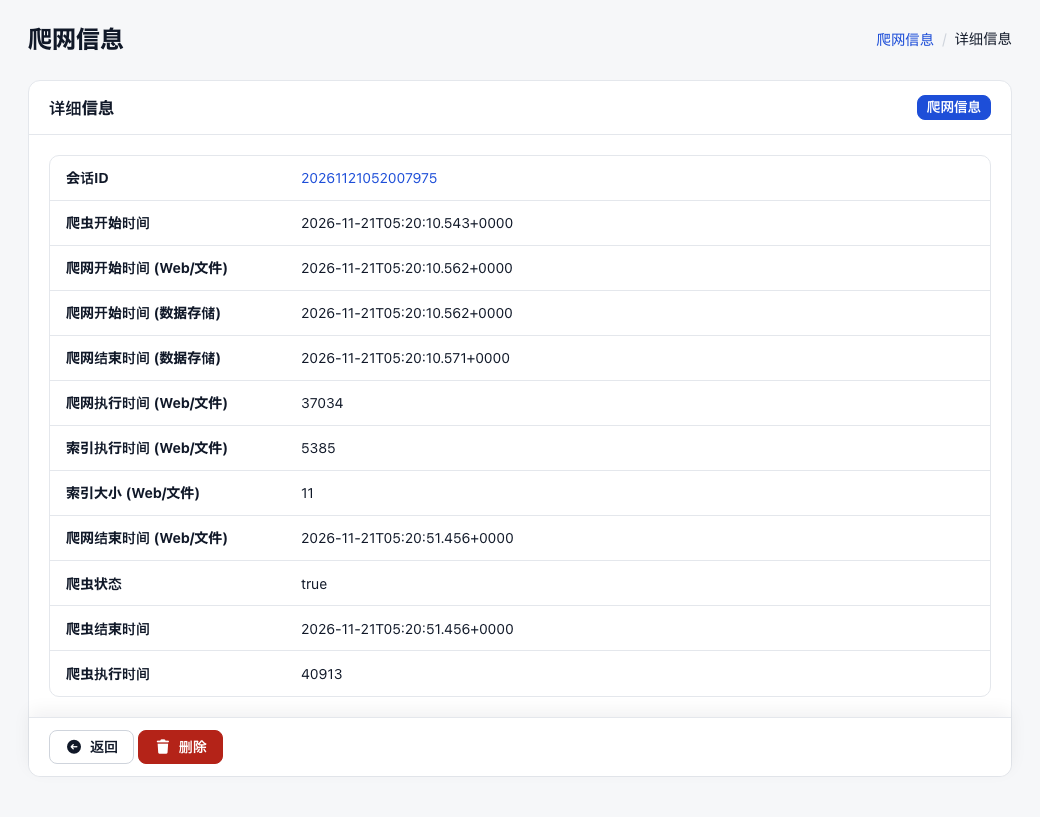 爬网信息
爬网信息 / 详细信息
详细信息
爬网信息
会话ID 20261121052007975
爬虫开始时间 2026-11-21T05:20:10.543+0000
爬网开始时间 (Web/文件) 2026-11-21T05:20:10.562+0000
爬网开始时间 (数据存储) 2026-11-21T05:20:10.562+0000
爬网结束时间 (数据存储) 2026-11-21T05:20:10.571+0000
爬网执行时间 (Web/文件) 37034
索引执行时间 (Web/文件) 5385
索引大小 (Web/文件) 11
爬网结束时间 (Web/文件) 2026-11-21T05:20:51.456+0000
爬虫状态 true
爬虫结束时间 2026-11-21T05:20:51.456+0000
爬虫执行时间 40913
返回 删除